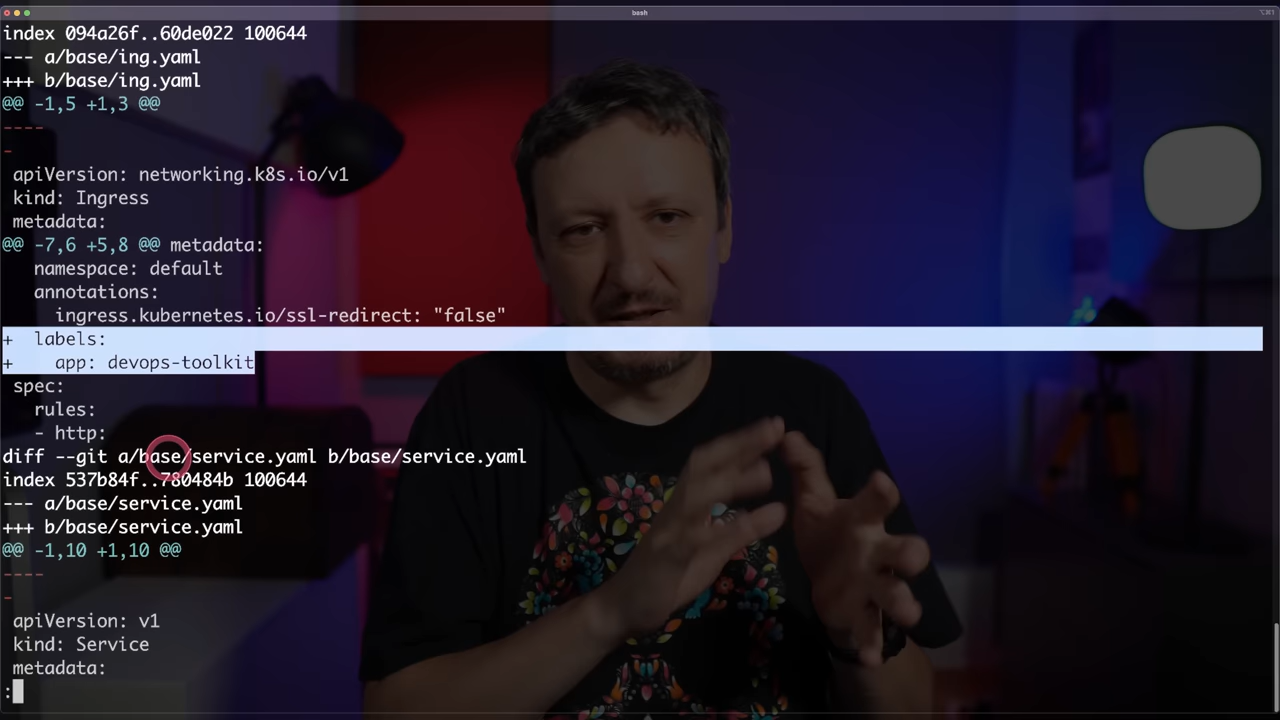 bash
⌥⌘1
index 094a26f..60de022 100644
--- a/base/ing.yaml
+++ b/base/ing.yaml
@@ -1,5 +1,3 @@
----
-
 apiVersion: networking.k8s.io/v1
 kind: Ingress
 metadata:
@@ -7,6 +5,8 @@ metadata:
   namespace: default
   annotations:
     ingress.kubernetes.io/ssl-redirect: "false"
+  labels:
+    app: devops-toolkit
 spec:
   rules:
   - http:
diff --git a/base/service.yaml b/base/service.yaml
index 537b84f..780484b 100644
--- a/base/service.yaml
+++ b/base/service.yaml
@@ -1,10 +1,10 @@
----
-
 apiVersion: v1
 kind: Service
 metadata:
: